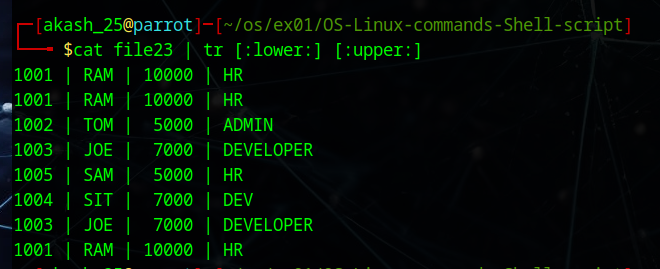 ┌─[akash_25@parrot]─[~/os/ex01/OS-Linux-commands-Shell-script]
└──╼ $cat file23 | tr [:lower:] [:upper:]
1001 | RAM | 10000 | HR
1001 | RAM | 10000 | HR
1002 | TOM |  5000 | ADMIN
1003 | JOE |  7000 | DEVELOPER
1005 | SAM |  5000 | HR
1004 | SIT |  7000 | DEV
1003 | JOE |  7000 | DEVELOPER
1001 | RAM | 10000 | HR